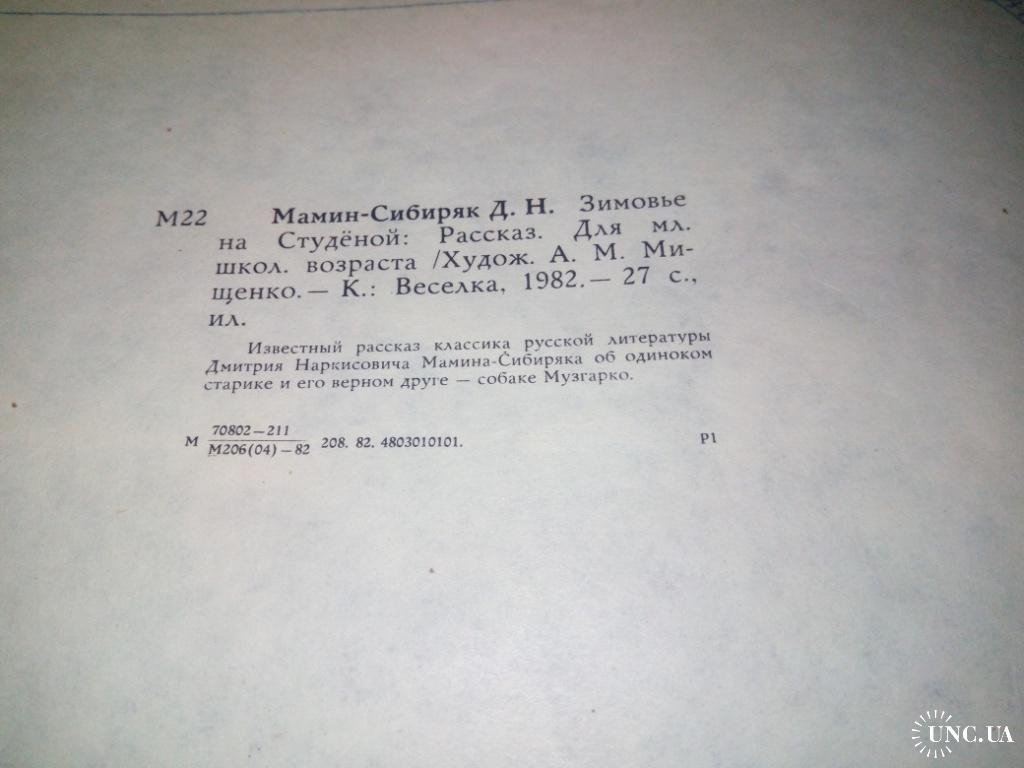 М22 Мамин-Сибиряк Д. Н. Зимовье
на Студёной: Рассказ. Для мл.
школ. возраста /Худож. А. М. Ми-
щенко.— К.: Веселка, 1982.— 27 с.,
ил.
Известный рассказ классика русской литературы
Дмитрия Наркисовича Мамина-Сибиряка об одиноком
старике и его верном друге — собаке Музгарко.
70802—211
М М206(04)—82 208. 82. 4803010101. Р1
UNC.UA